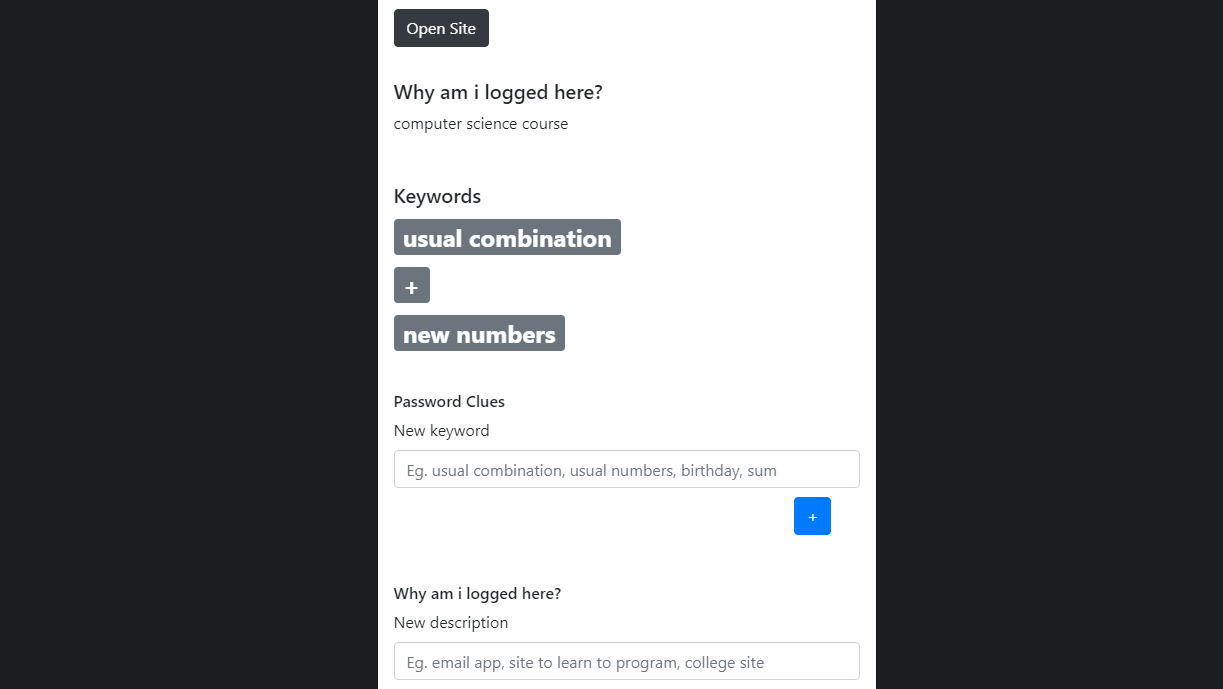 Open Site
Why am i logged here?
computer science course
Keywords
usual combination
+
new numbers
Password Clues
New keyword
Eg. usual combination, usual numbers, birthday, sum
+
Why am i logged here?
New description
Eg. email app, site to learn to program, college site